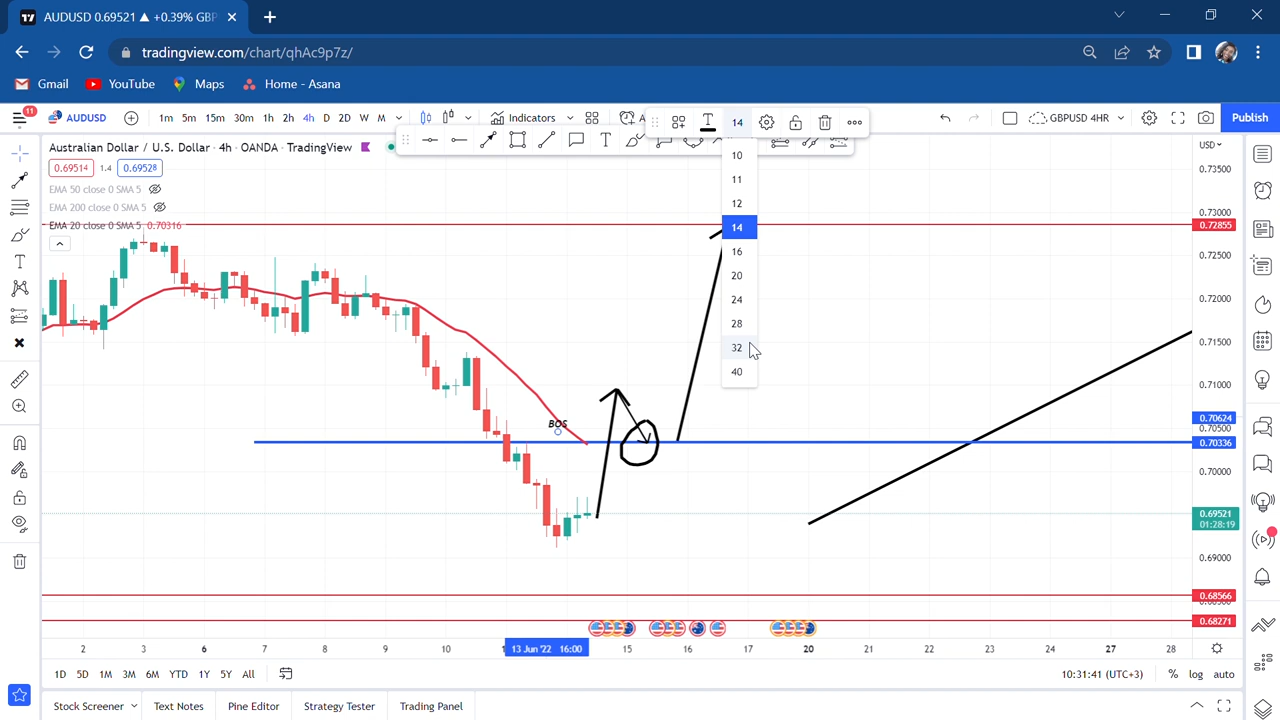 AUDUSD 0.69521 ▲ +0.39% GBP
tradingview.com/chart/qhAc9p7z/
Gmail YouTube Maps Home - Asana
11 AUDUSD 1m 5m 15m 30m 1h 2h 4h D 2D W M Indicators 14 GBPUSD 4HR Publish
Australian Dollar / U.S. Dollar · 4h · OANDA · TradingView
USD
0.69514 1.4 0.69528
EMA 50 close 0 SMA 5
EMA 200 close 0 SMA 5
EMA 20 close 0 SMA 5 0.70316
10
11
12
14
16
20
24
28
32
40
BOS
0.73500
0.73000
0.72855
0.72500
0.72000
0.71500
0.71000
0.70624
0.70500
0.70336
0.70000
0.69521
01:28:19
0.69000
0.68566
0.68271
2 3 6 7 8 9 10 13 Jun '22 16:00 15 16 17 20 21 22 23 24 27 28
1D 5D 1M 3M 6M YTD 1Y 5Y All 10:31:41 (UTC+3) % log auto
Stock Screener Text Notes Pine Editor Strategy Tester Trading Panel